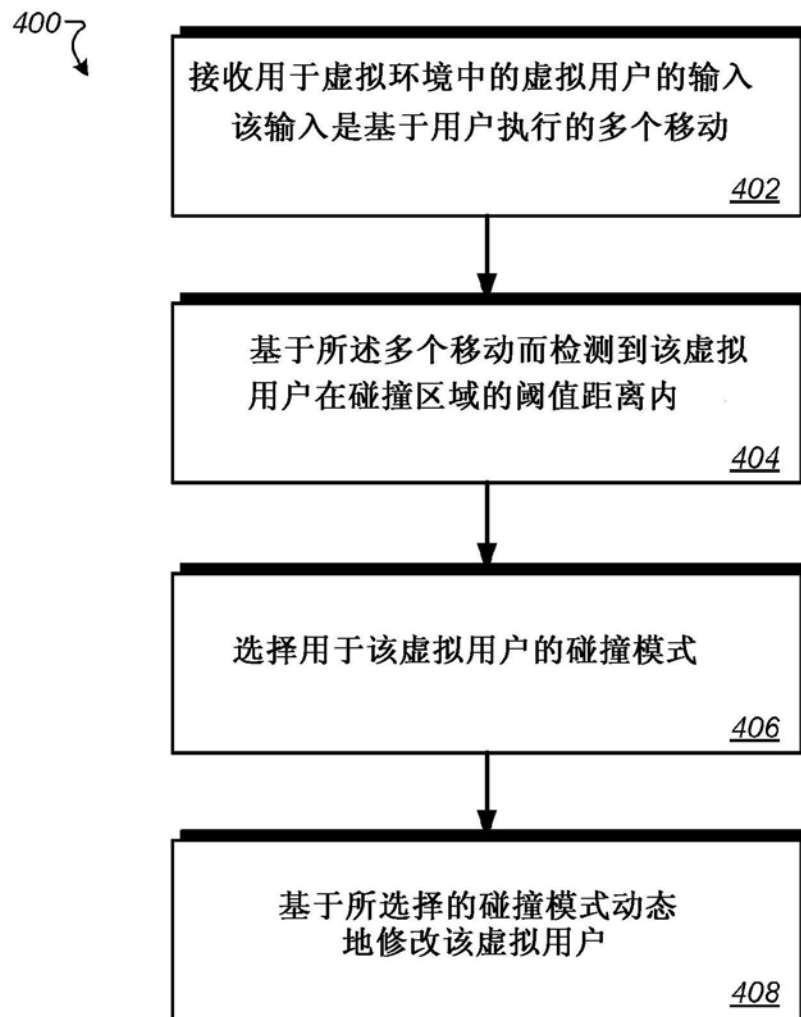 400
接收用于虚拟环境中的虚拟用户的输入
该输入是基于用户执行的多个移动
402
基于所述多个移动而检测到该虚拟
用户在碰撞区域的阈值距离内
404
选择用于该虚拟用户的碰撞模式
406
基于所选择的碰撞模式动态
地修改该虚拟用户
408